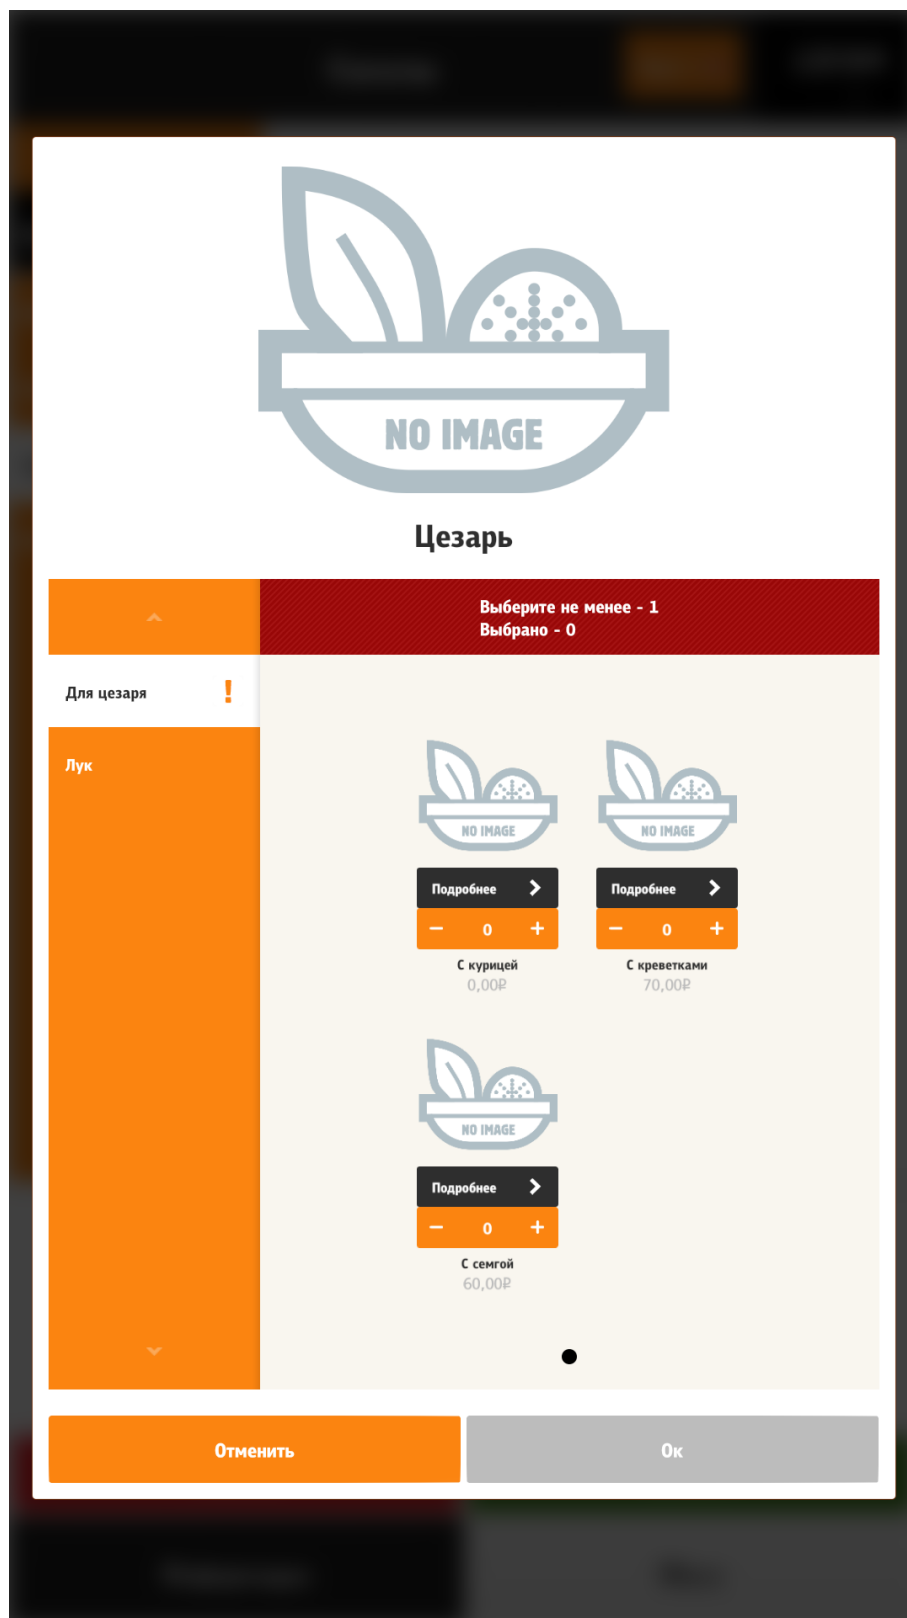 NO IMAGE
Цезарь
Выберите не менее - 1
Выбрано - 0
Для цезаря !
Лук
NO IMAGE NO IMAGE
Подробнее Подробнее
− 0 + − 0 +
С курицей С креветками
0,00₽ 70,00₽
NO IMAGE
Подробнее
− 0 +
С семгой
60,00₽
Отменить Ок